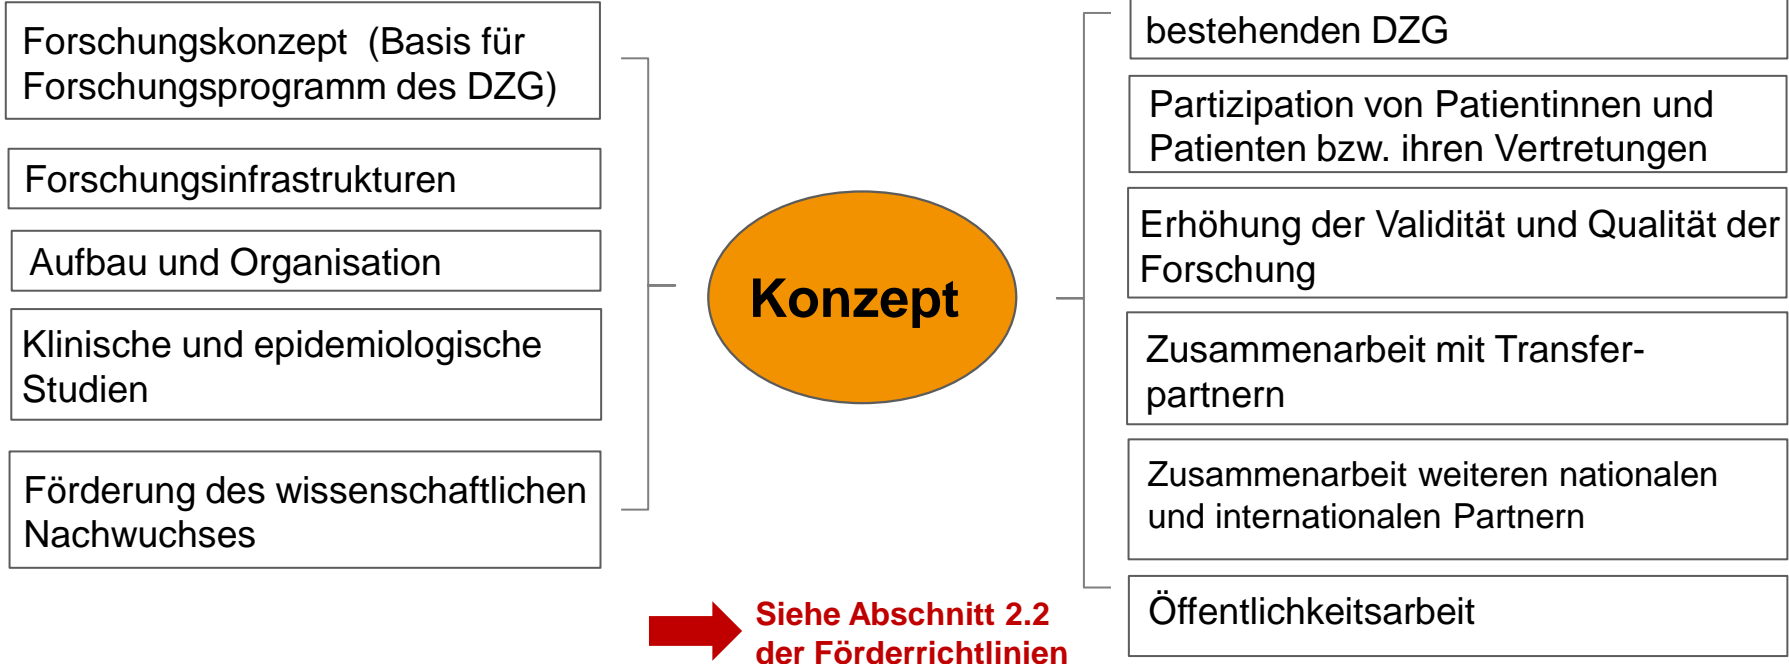 Forschungskonzept (Basis für
Forschungsprogramm des DZG)
Forschungsinfrastrukturen
Aufbau und Organisation
Klinische und epidemiologische
Studien
Förderung des wissenschaftlichen
Nachwuchses
Konzept
bestehenden DZG
Partizipation von Patientinnen und
Patienten bzw. ihren Vertretungen
Erhöhung der Validität und Qualität der
Forschung
Zusammenarbeit mit Transfer-
partnern
Zusammenarbeit weiteren nationalen
und internationalen Partnern
Öffentlichkeitsarbeit
Siehe Abschnitt 2.2
der Förderrichtlinien